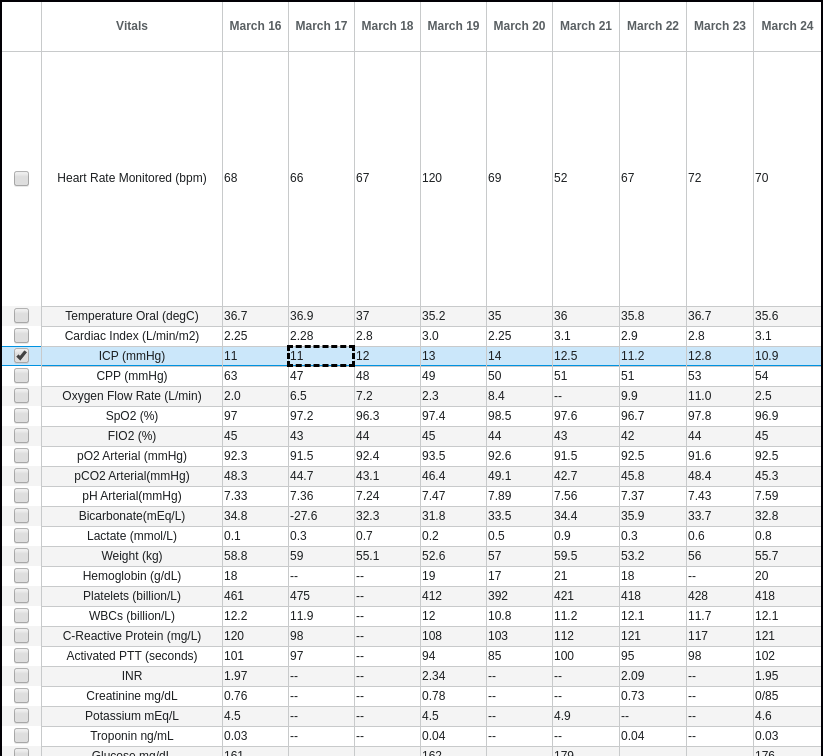 Vitals March 16 March 17 March 18 March 19 March 20 March 21 March 22 March 23 March 24
Heart Rate Monitored (bpm) 68 66 67 120 69 52 67 72 70
Temperature Oral (degC) 36.7 36.9 37 35.2 35 36 35.8 36.7 35.6
Cardiac Index (L/min/m2) 2.25 2.28 2.8 3.0 2.25 3.1 2.9 2.8 3.1
ICP (mmHg) 11 11 12 13 14 12.5 11.2 12.8 10.9
CPP (mmHg) 63 47 48 49 50 51 51 53 54
Oxygen Flow Rate (L/min) 2.0 6.5 7.2 2.3 8.4 -- 9.9 11.0 2.5
SpO2 (%) 97 97.2 96.3 97.4 98.5 97.6 96.7 97.8 96.9
FIO2 (%) 45 43 44 45 44 43 42 44 45
pO2 Arterial (mmHg) 92.3 91.5 92.4 93.5 92.6 91.5 92.5 91.6 92.5
pCO2 Arterial(mmHg) 48.3 44.7 43.1 46.4 49.1 42.7 45.8 48.4 45.3
pH Arterial(mmHg) 7.33 7.36 7.24 7.47 7.89 7.56 7.37 7.43 7.59
Bicarbonate(mEq/L) 34.8 -27.6 32.3 31.8 33.5 34.4 35.9 33.7 32.8
Lactate (mmol/L) 0.1 0.3 0.7 0.2 0.5 0.9 0.3 0.6 0.8
Weight (kg) 58.8 59 55.1 52.6 57 59.5 53.2 56 55.7
Hemoglobin (g/dL) 18 -- -- 19 17 21 18 -- 20
Platelets (billion/L) 461 475 -- 412 392 421 418 428 418
WBCs (billion/L) 12.2 11.9 -- 12 10.8 11.2 12.1 11.7 12.1
C-Reactive Protein (mg/L) 120 98 -- 108 103 112 121 117 121
Activated PTT (seconds) 101 97 -- 94 85 100 95 98 102
INR 1.97 -- -- 2.34 -- -- 2.09 -- 1.95
Creatinine mg/dL 0.76 -- -- 0.78 -- -- 0.73 -- 0/85
Potassium mEq/L 4.5 -- -- 4.5 -- 4.9 -- -- 4.6
Troponin ng/mL 0.03 -- -- 0.04 -- -- 0.04 -- 0.03
Glucose mg/dL 161 -- -- 162 -- 179 -- -- 176